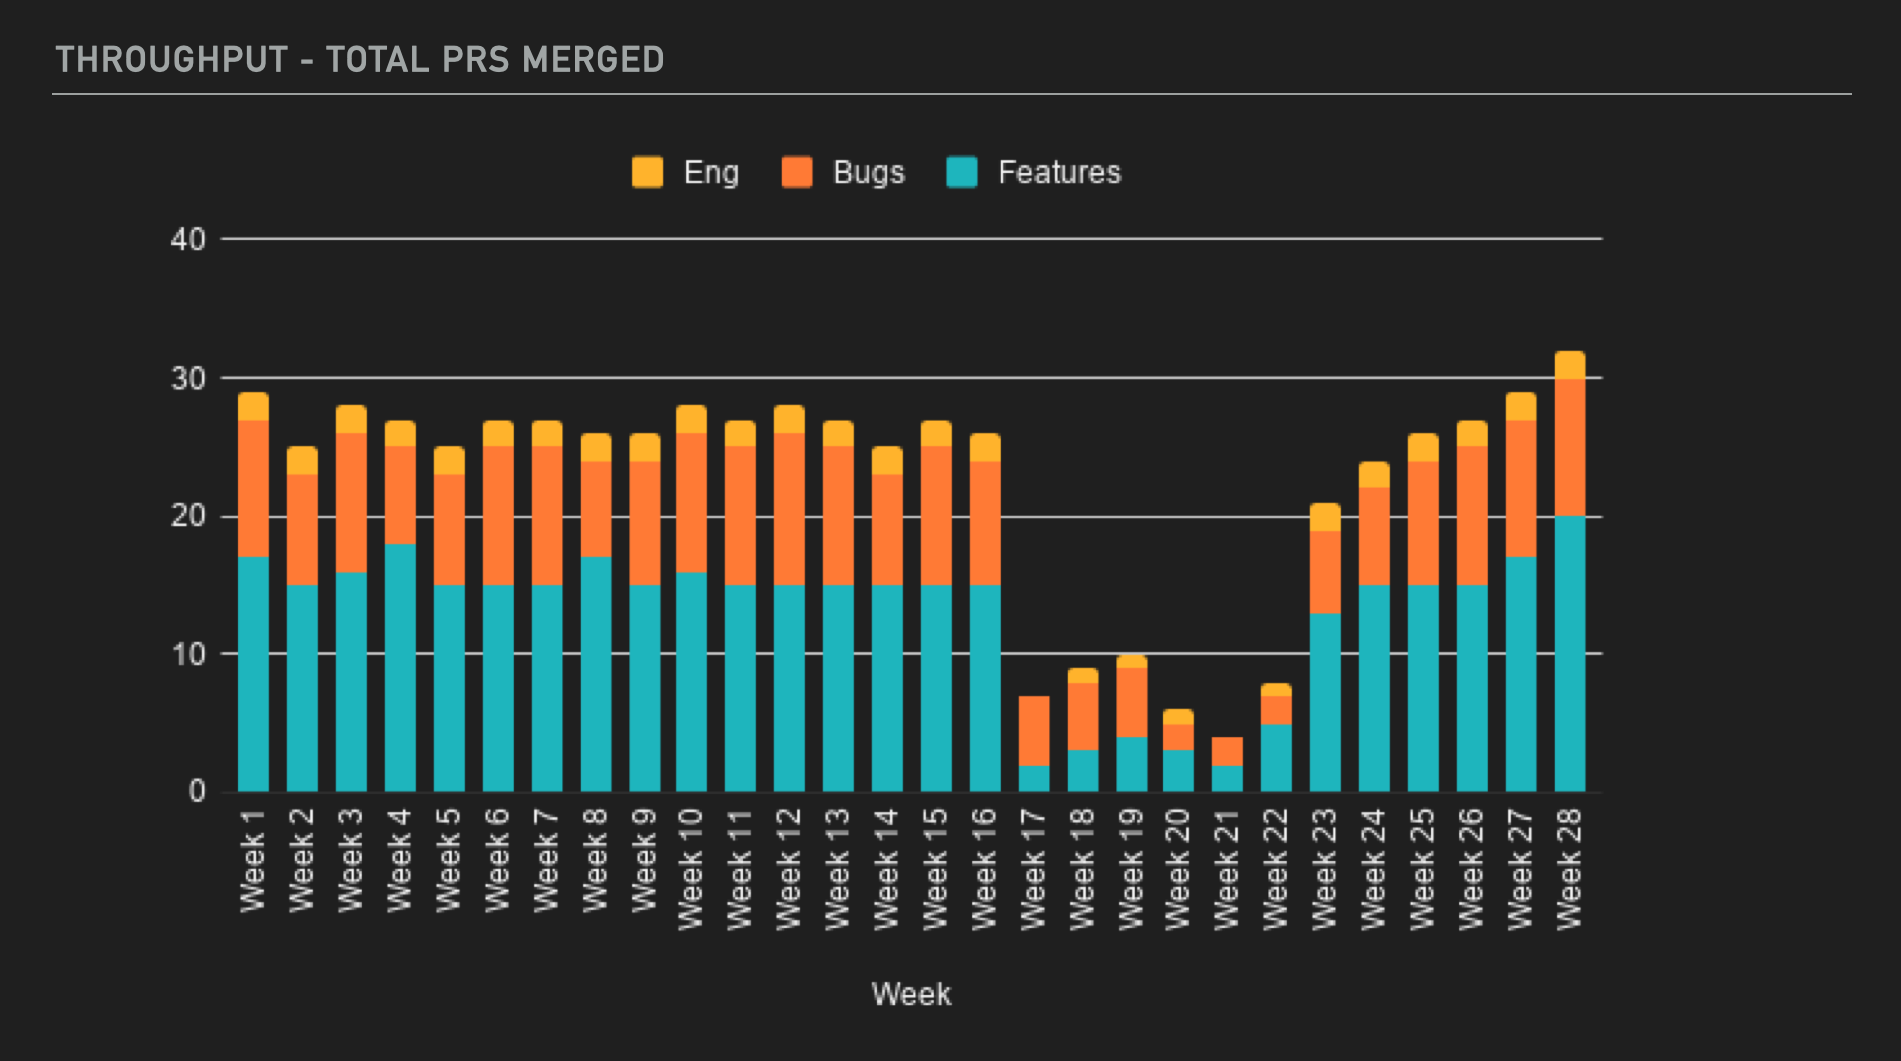 THROUGHPUT - TOTAL PRS MERGED
Eng Bugs Features
40
30
20
10
0
Week 1 Week 2 Week 3 Week 4 Week 5 Week 6 Week 7 Week 8 Week 9 Week 10 Week 11 Week 12 Week 13 Week 14 Week 15 Week 16 Week 17 Week 18 Week 19 Week 20 Week 21 Week 22 Week 23 Week 24 Week 25 Week 26 Week 27 Week 28
Week